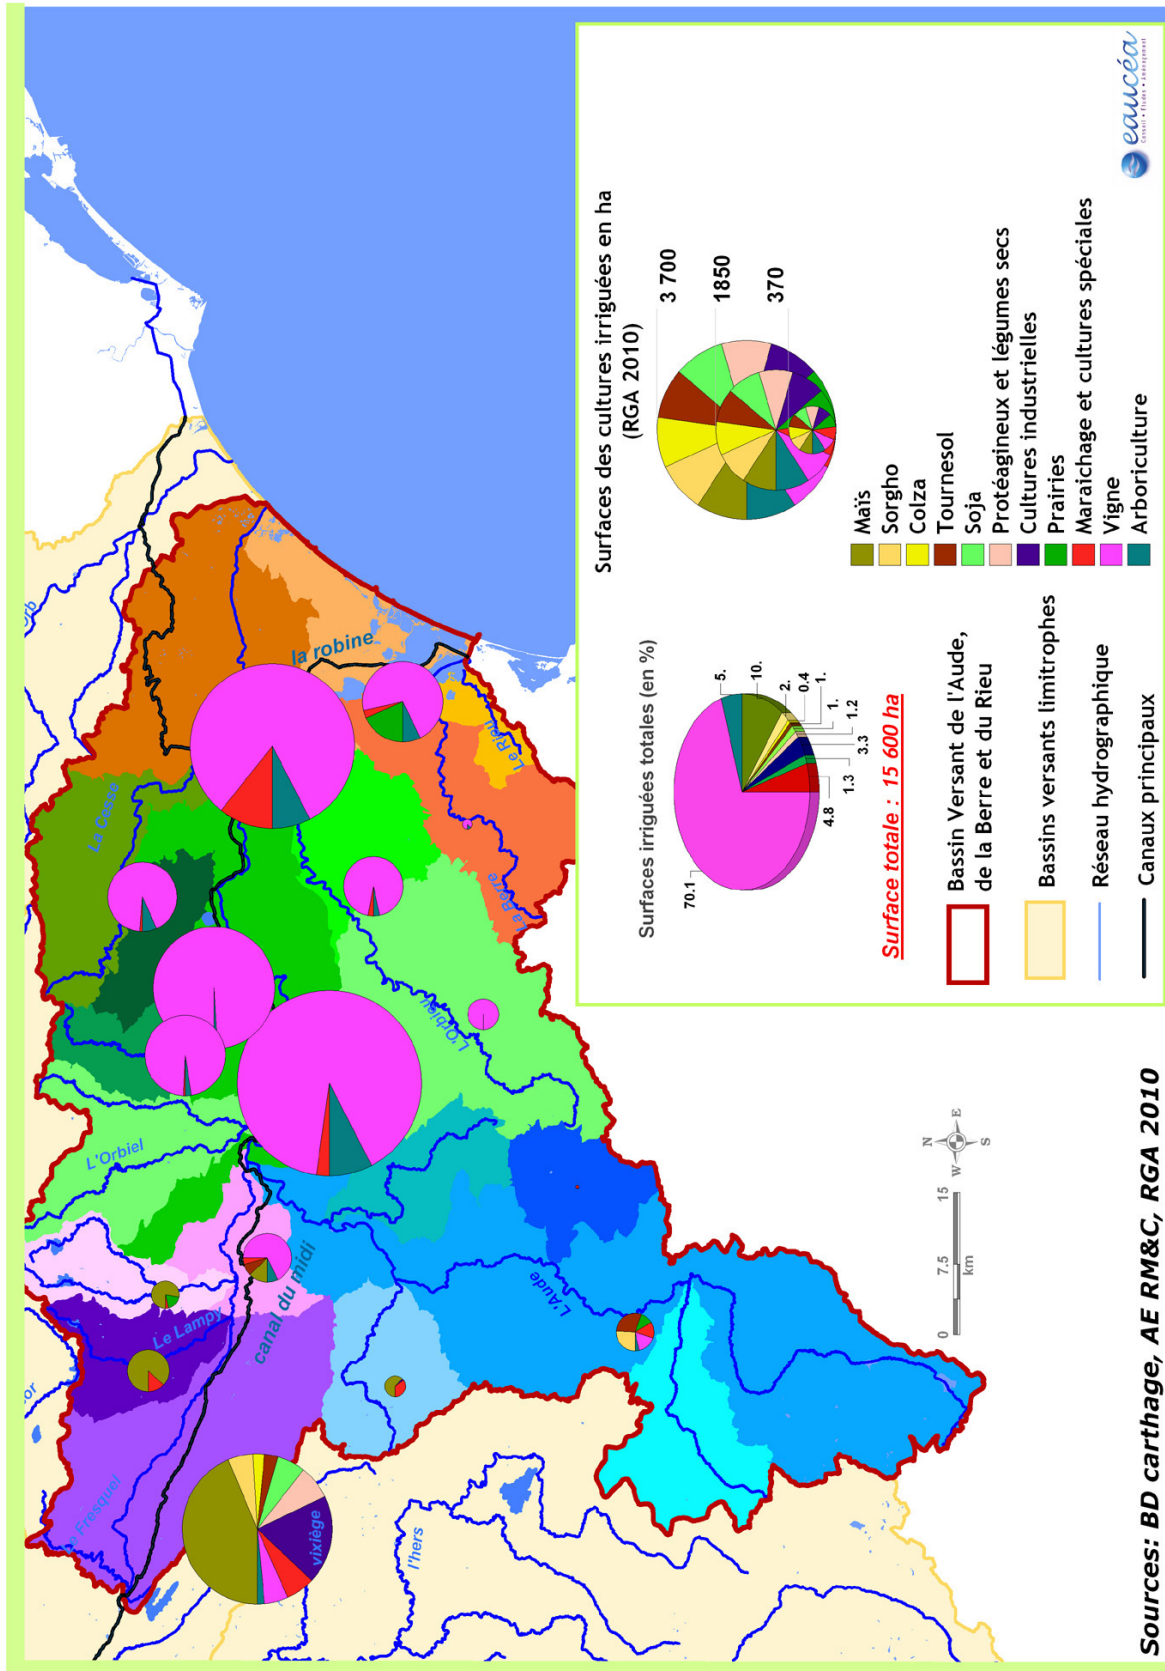 Orb
La Cesse
L'Orbiel
Le Lampy
Le Fresquel
canal du midi
la robine
Le Rieu
La Berre
L'Orbieu
L'Aude
vixiège
l'hers
N
E
S
W
0 7.5 15
km
Surfaces irriguées totales (en %)
5.
10.
2.
0.4
1.
1.
1.2
3.3
1.3
4.8
70.1
Surface totale : 15 600 ha
Bassin Versant de l'Aude,
de la Berre et du Rieu
Bassins versants limitrophes
Réseau hydrographique
Canaux principaux
Surfaces des cultures irriguées en ha
(RGA 2010)
3 700
1850
370
Maïs
Sorgho
Colza
Tournesol
Soja
Protéagineux et légumes secs
Cultures industrielles
Prairies
Maraichage et cultures spéciales
Vigne
Arboriculture
eaucéa
Conseil • Études • Aménagement
Sources: BD carthage, AE RM&C, RGA 2010